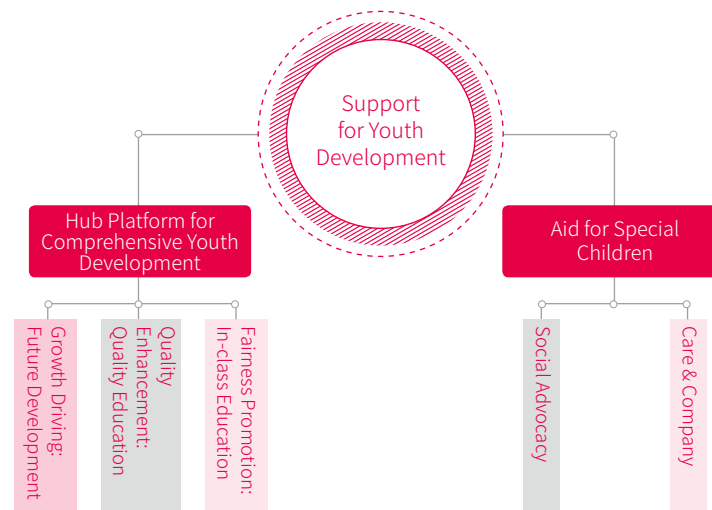 Support
for Youth
Development
Hub Platform for
Comprehensive Youth
Development
Aid for Special
Children
Growth Driving:
Future Development
Quality
Enhancement:
Quality Education
Fairness Promotion:
In-class Education
Social Advocacy
Care & Company